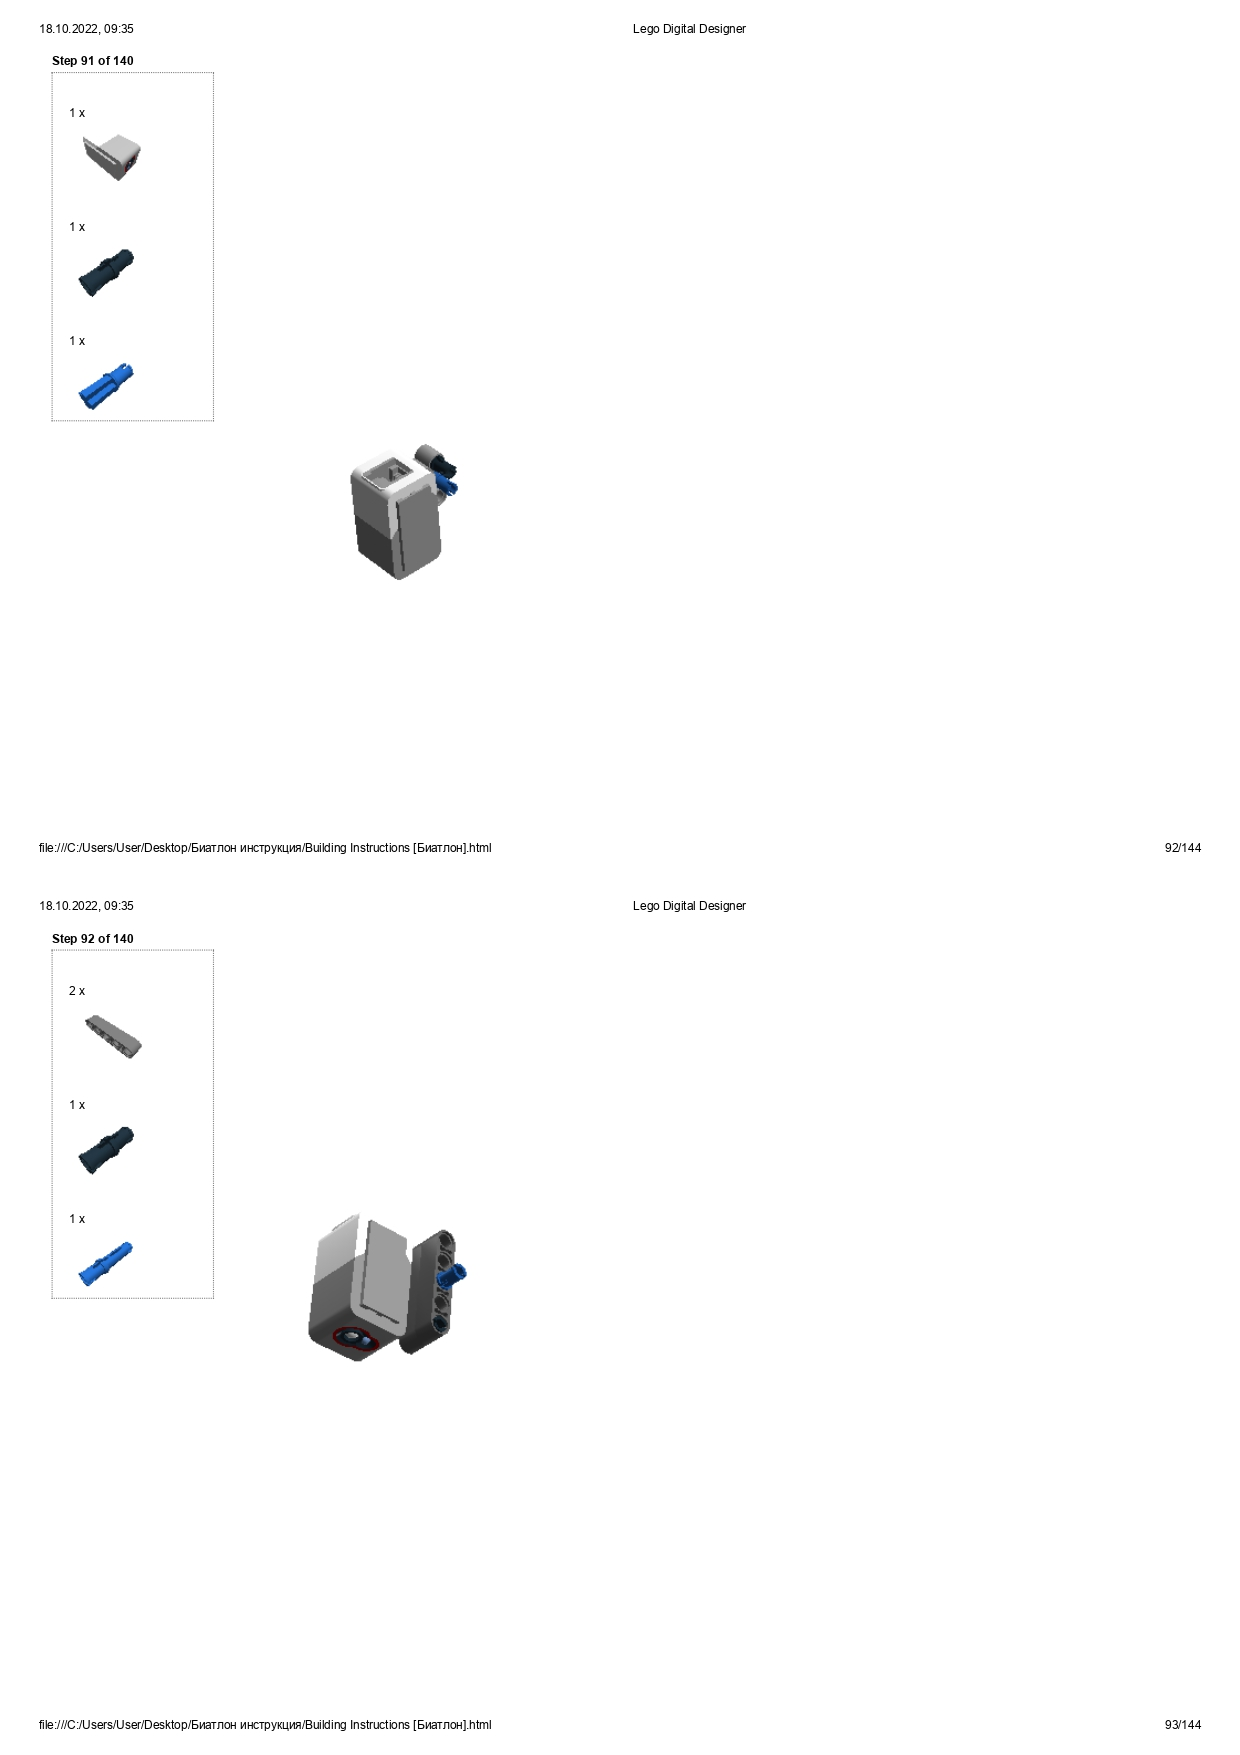 18.10.2022, 09:35 Lego Digital Designer
Step 91 of 140
1 x
1 x
1 x
file:///C:/Users/User/Desktop/Биатлон инструкция/Building Instructions [Биатлон].html 92/144
18.10.2022, 09:35 Lego Digital Designer
Step 92 of 140
2 x
1 x
1 x
file:///C:/Users/User/Desktop/Биатлон инструкция/Building Instructions [Биатлон].html 93/144